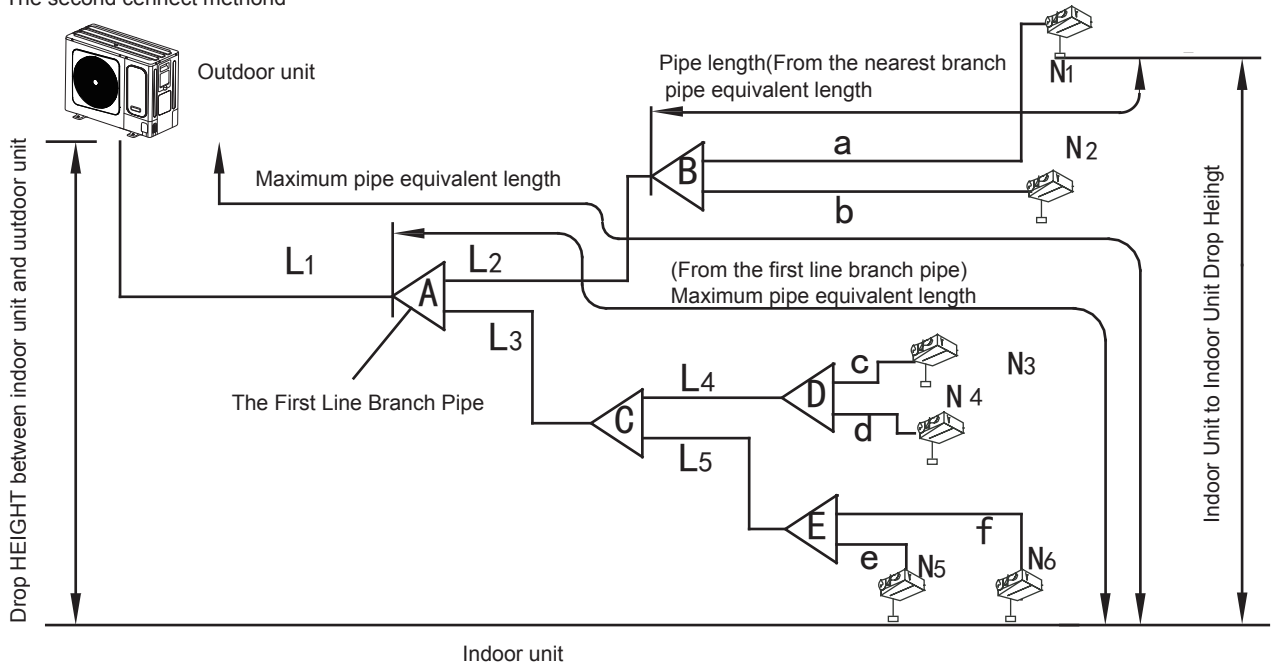 The second cennect methond
Outdoor unit
Pipe length(From the nearest branch
pipe equivalent length
N1
a
N2
B
Maximum pipe equivalent length
b
L1
L2
A
(From the first line branch pipe)
Maximum pipe equivalent length
L3
The First Line Branch Pipe
C
L4
D
c
N3
N 4
d
L5
E
f
e
N5
N6
Drop HEIGHT between indoor unit and uutdoor unit
Indoor Unit to Indoor Unit Drop Heihgt
Indoor unit